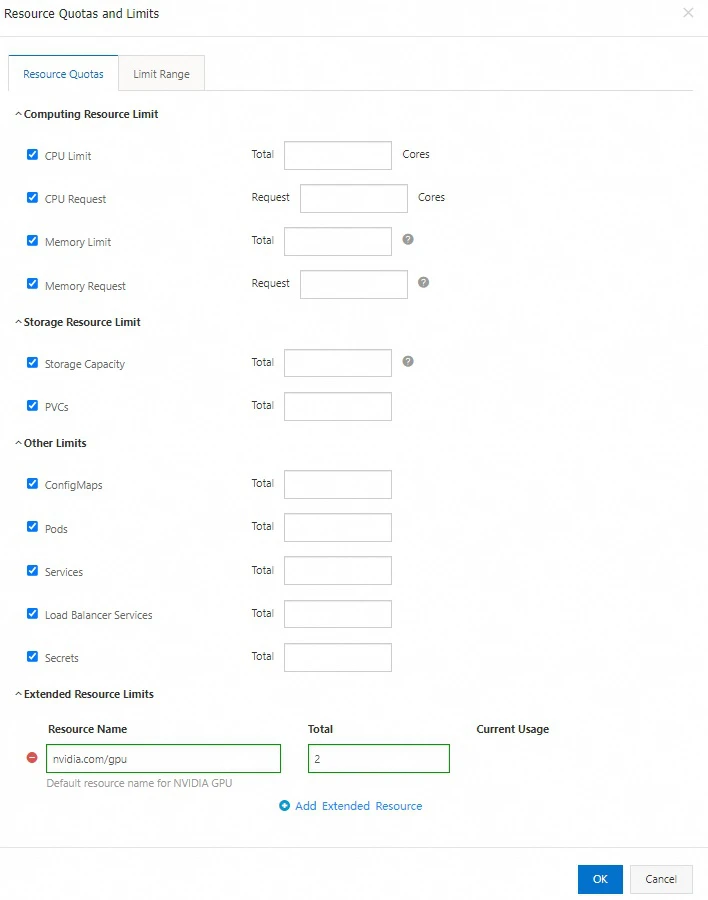 Resource Quotas and Limits
Resource Quotas Limit Range
Computing Resource Limit
CPU Limit Total Cores
CPU Request Request Cores
Memory Limit Total ?
Memory Request Request ?
Storage Resource Limit
Storage Capacity Total ?
PVCs Total
Other Limits
ConfigMaps Total
Pods Total
Services Total
Load Balancer Services Total
Secrets Total
Extended Resource Limits
Resource Name Total Current Usage
nvidia.com/gpu 2
Default resource name for NVIDIA GPU
Add Extended Resource
OK Cancel